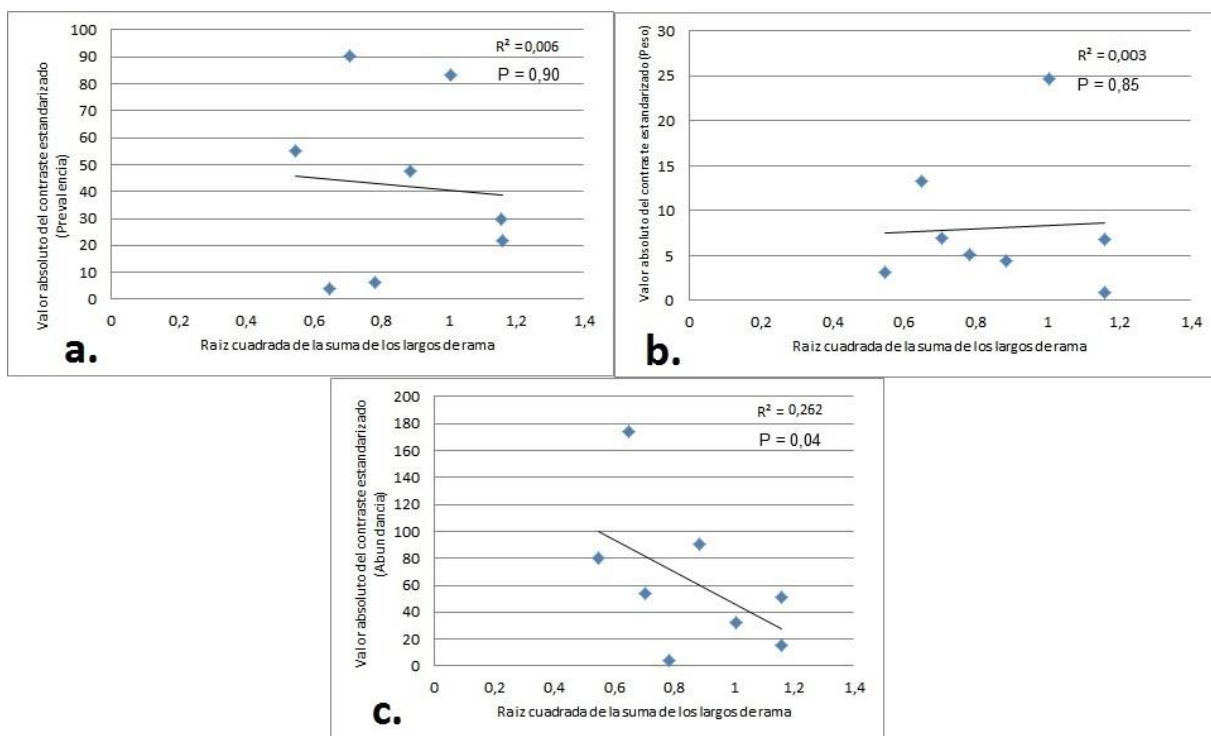 Valor absoluto del contraste estandarizado
(Prevalencia)
100
90
80
70
60
50
40
30
20
10
0
R² = 0,006
P = 0,90
0 0,2 0,4 0,6 0,8 1 1,2 1,4
Raiz cuadrada de la suma de los largos de rama
a.
Valor absoluto del contraste estandarizado (Peso)
30
25
20
15
10
5
0
R² = 0,003
P = 0,85
0 0,2 0,4 0,6 0,8 1 1,2 1,4
Raiz cuadrada de la suma de los largos de rama
b.
Valor absoluto del contraste estandarizado
(Abundancia)
200
180
160
140
120
100
80
60
40
20
0
R² = 0,262
P = 0,04
0 0,2 0,4 0,6 0,8 1 1,2 1,4
Raiz cuadrada de la suma de los largos de rama
c.